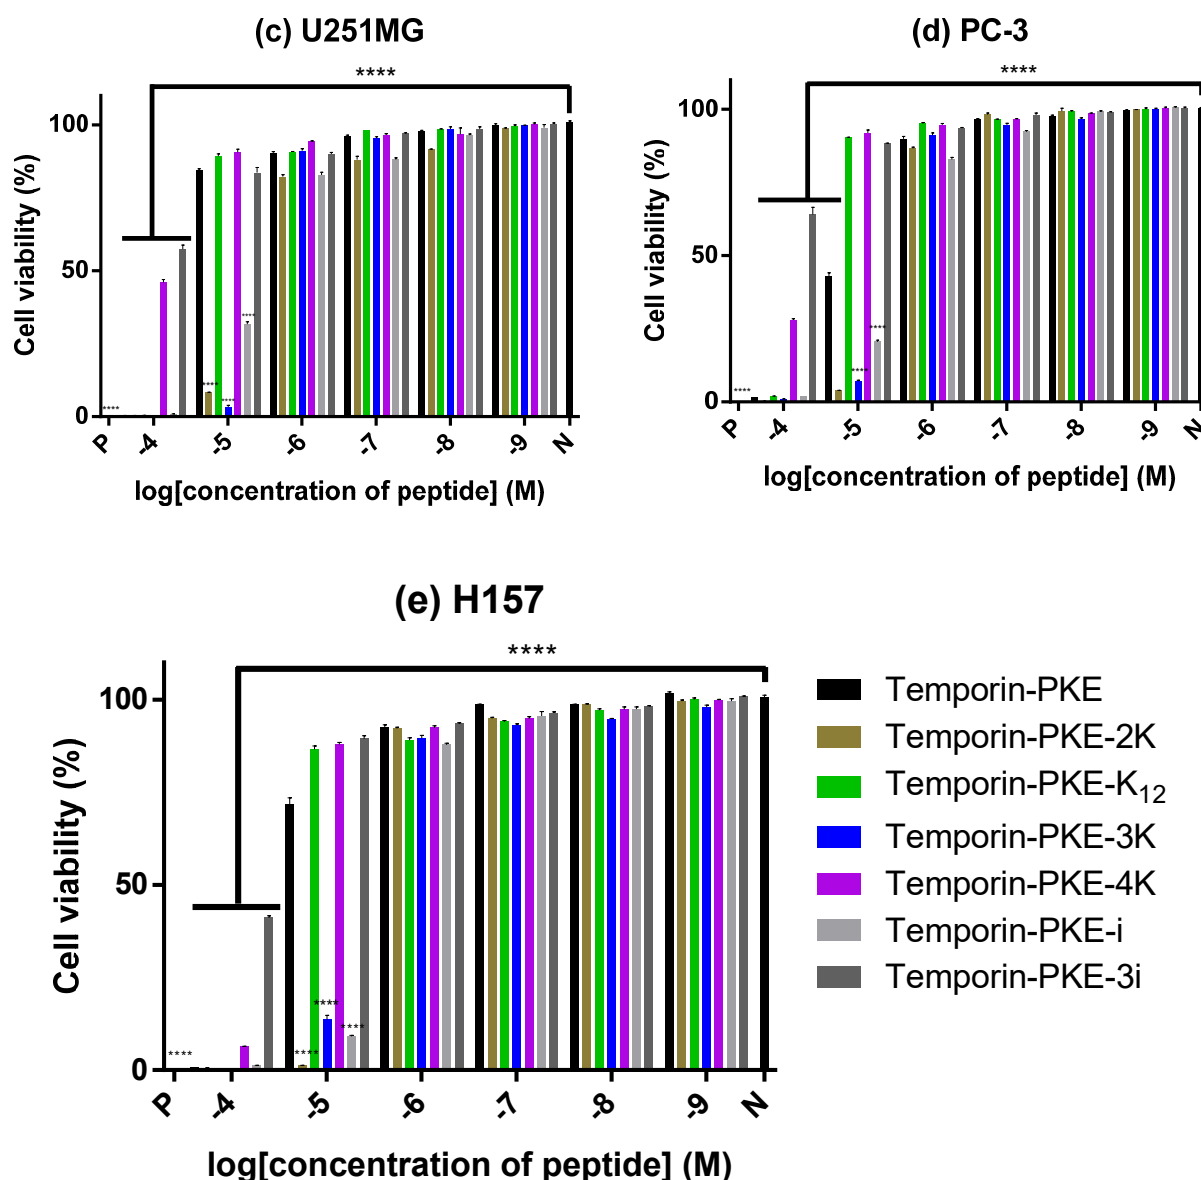 (c) U251MG
****
Cell viability (%)
100
50
0
****
****
****
****
P -4 -5 -6 -7 -8 -9 N
log[concentration of peptide] (M)
(d) PC-3
****
Cell viability (%)
100
50
0
****
****
****
P -4 -5 -6 -7 -8 -9 N
log[concentration of peptide] (M)
(e) H157
****
Cell viability (%)
100
50
0
****
****
****
****
P -4 -5 -6 -7 -8 -9 N
log[concentration of peptide] (M)
Temporin-PKE
Temporin-PKE-2K
Temporin-PKE-K₁₂
Temporin-PKE-3K
Temporin-PKE-4K
Temporin-PKE-i
Temporin-PKE-3i